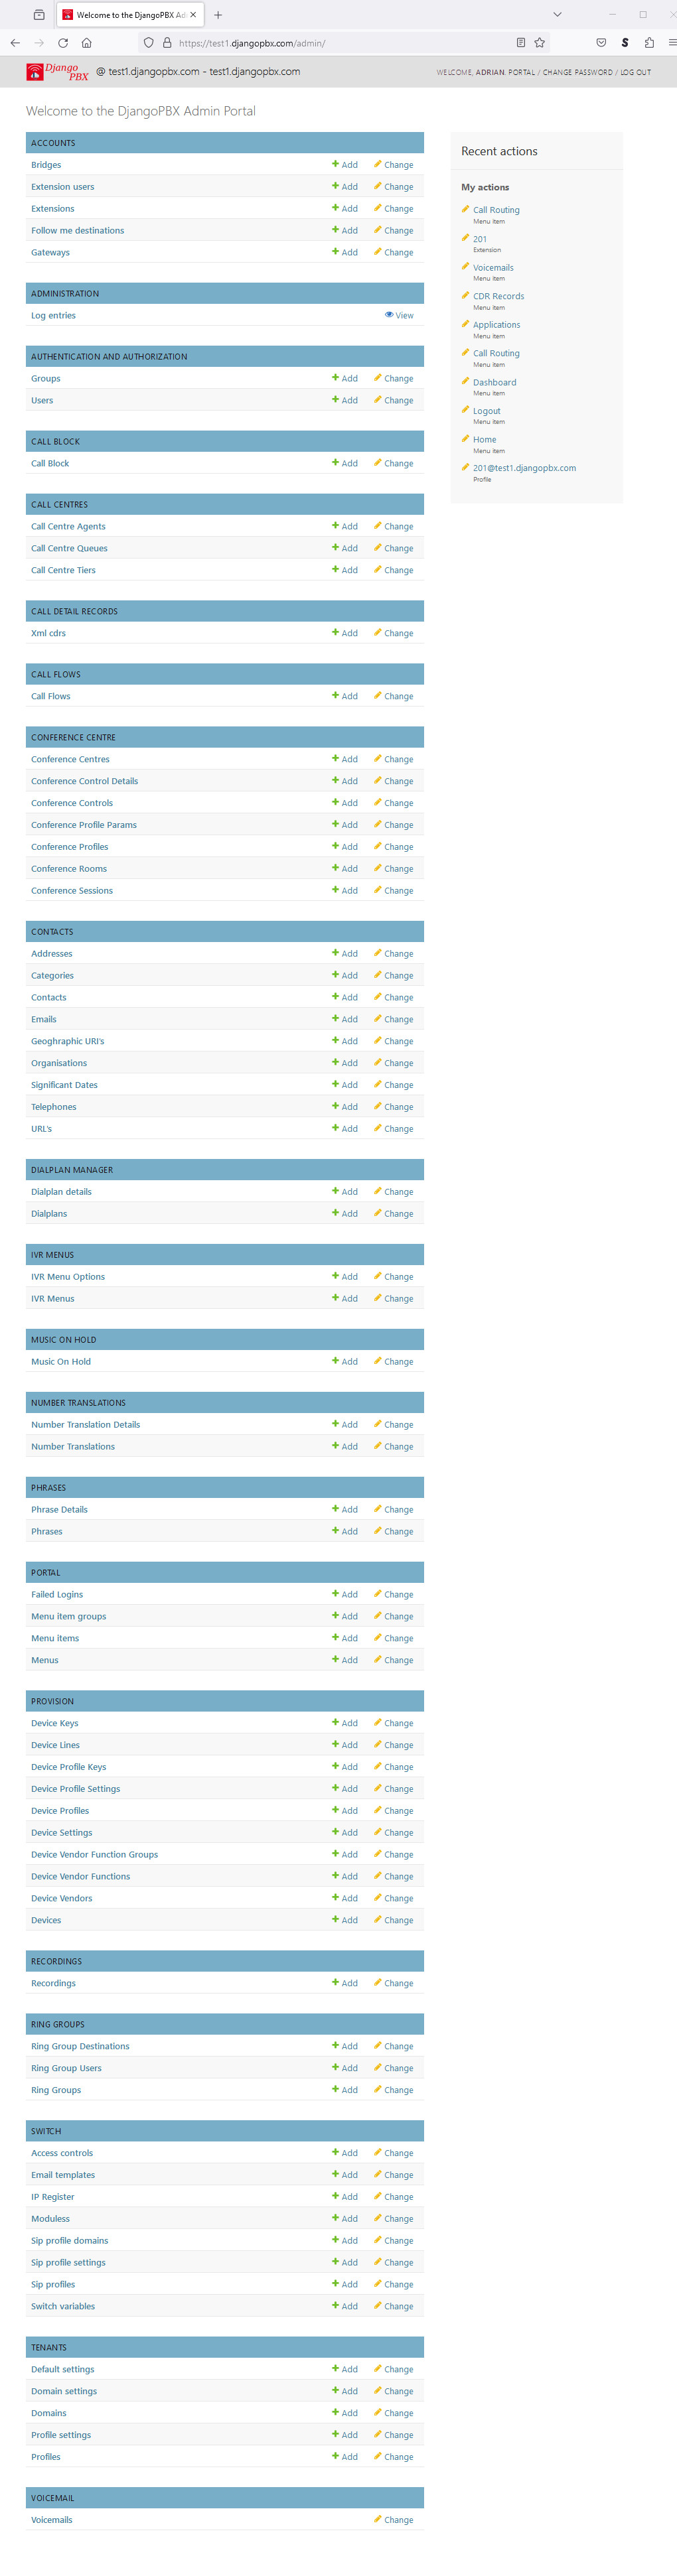 Welcome to the DjangoPBX Ad
https://test1.djangopbx.com/admin/
Django PBX @ test1.djangopbx.com - test1.djangopbx.com
WELCOME, ADRIAN. PORTAL / CHANGE PASSWORD / LOG OUT
Welcome to the DjangoPBX Admin Portal
ACCOUNTS
Bridges Add Change
Extension users Add Change
Extensions Add Change
Follow me destinations Add Change
Gateways Add Change
ADMINISTRATION
Log entries View
AUTHENTICATION AND AUTHORIZATION
Groups Add Change
Users Add Change
CALL BLOCK
Call Block Add Change
CALL CENTRES
Call Centre Agents Add Change
Call Centre Queues Add Change
Call Centre Tiers Add Change
CALL DETAIL RECORDS
Xml cdrs Add Change
CALL FLOWS
Call Flows Add Change
CONFERENCE CENTRE
Conference Centres Add Change
Conference Control Details Add Change
Conference Controls Add Change
Conference Profile Params Add Change
Conference Profiles Add Change
Conference Rooms Add Change
Conference Sessions Add Change
CONTACTS
Addresses Add Change
Categories Add Change
Contacts Add Change
Emails Add Change
Geoghraphic URI's Add Change
Organisations Add Change
Significant Dates Add Change
Telephones Add Change
URL's Add Change
DIALPLAN MANAGER
Dialplan details Add Change
Dialplans Add Change
IVR MENUS
IVR Menu Options Add Change
IVR Menus Add Change
MUSIC ON HOLD
Music On Hold Add Change
NUMBER TRANSLATIONS
Number Translation Details Add Change
Number Translations Add Change
PHRASES
Phrase Details Add Change
Phrases Add Change
PORTAL
Failed Logins Add Change
Menu item groups Add Change
Menu items Add Change
Menus Add Change
PROVISION
Device Keys Add Change
Device Lines Add Change
Device Profile Keys Add Change
Device Profile Settings Add Change
Device Profiles Add Change
Device Settings Add Change
Device Vendor Function Groups Add Change
Device Vendor Functions Add Change
Device Vendors Add Change
Devices Add Change
RECORDINGS
Recordings Add Change
RING GROUPS
Ring Group Destinations Add Change
Ring Group Users Add Change
Ring Groups Add Change
SWITCH
Access controls Add Change
Email templates Add Change
IP Register Add Change
Moduless Add Change
Sip profile domains Add Change
Sip profile settings Add Change
Sip profiles Add Change
Switch variables Add Change
TENANTS
Default settings Add Change
Domain settings Add Change
Domains Add Change
Profile settings Add Change
Profiles Add Change
VOICEMAIL
Voicemails Change
Recent actions
My actions
Call Routing
Menu Item
201
Extension
Voicemails
Menu Item
CDR Records
Menu Item
Applications
Menu Item
Call Routing
Menu Item
Dashboard
Menu Item
Logout
Menu Item
Home
Menu Item
201@test1.djangopbx.com
Profile